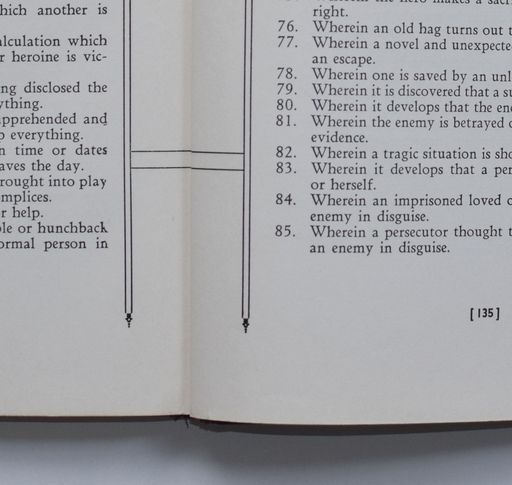 hich another is
alculation which
r heroine is vic-
ng disclosed the
ything.
pprehended and
o everything.
n time or dates
aves the day.
rought into play
mplices.
r help.
le or hunchback
ormal person in
right.
76. Wherein an old hag turns out t
77. Wherein a novel and unexpecte
an escape.
78. Wherein one is saved by an unl
79. Wherein it is discovered that a su
80. Wherein it develops that the ene
81. Wherein the enemy is betrayed
evidence.
82. Wherein a tragic situation is sho
83. Wherein it develops that a per
or herself.
84. Wherein an imprisoned loved
enemy in disguise.
85. Wherein a persecutor thought t
an enemy in disguise.
[135]